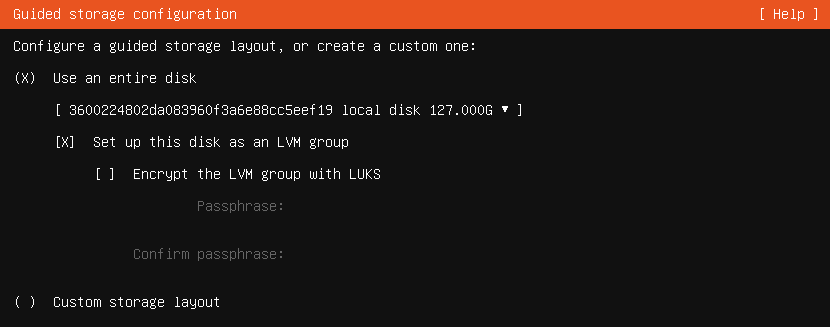 Guided storage configuration [ Help ]
Configure a guided storage layout, or create a custom one:
(X) Use an entire disk
[ 3600224802da083960f3a6e88cc5eef19 local disk 127.000G ▾ ]
[X] Set up this disk as an LVM group
[ ] Encrypt the LVM group with LUKS
Passphrase:
Confirm passphrase:
( ) Custom storage layout